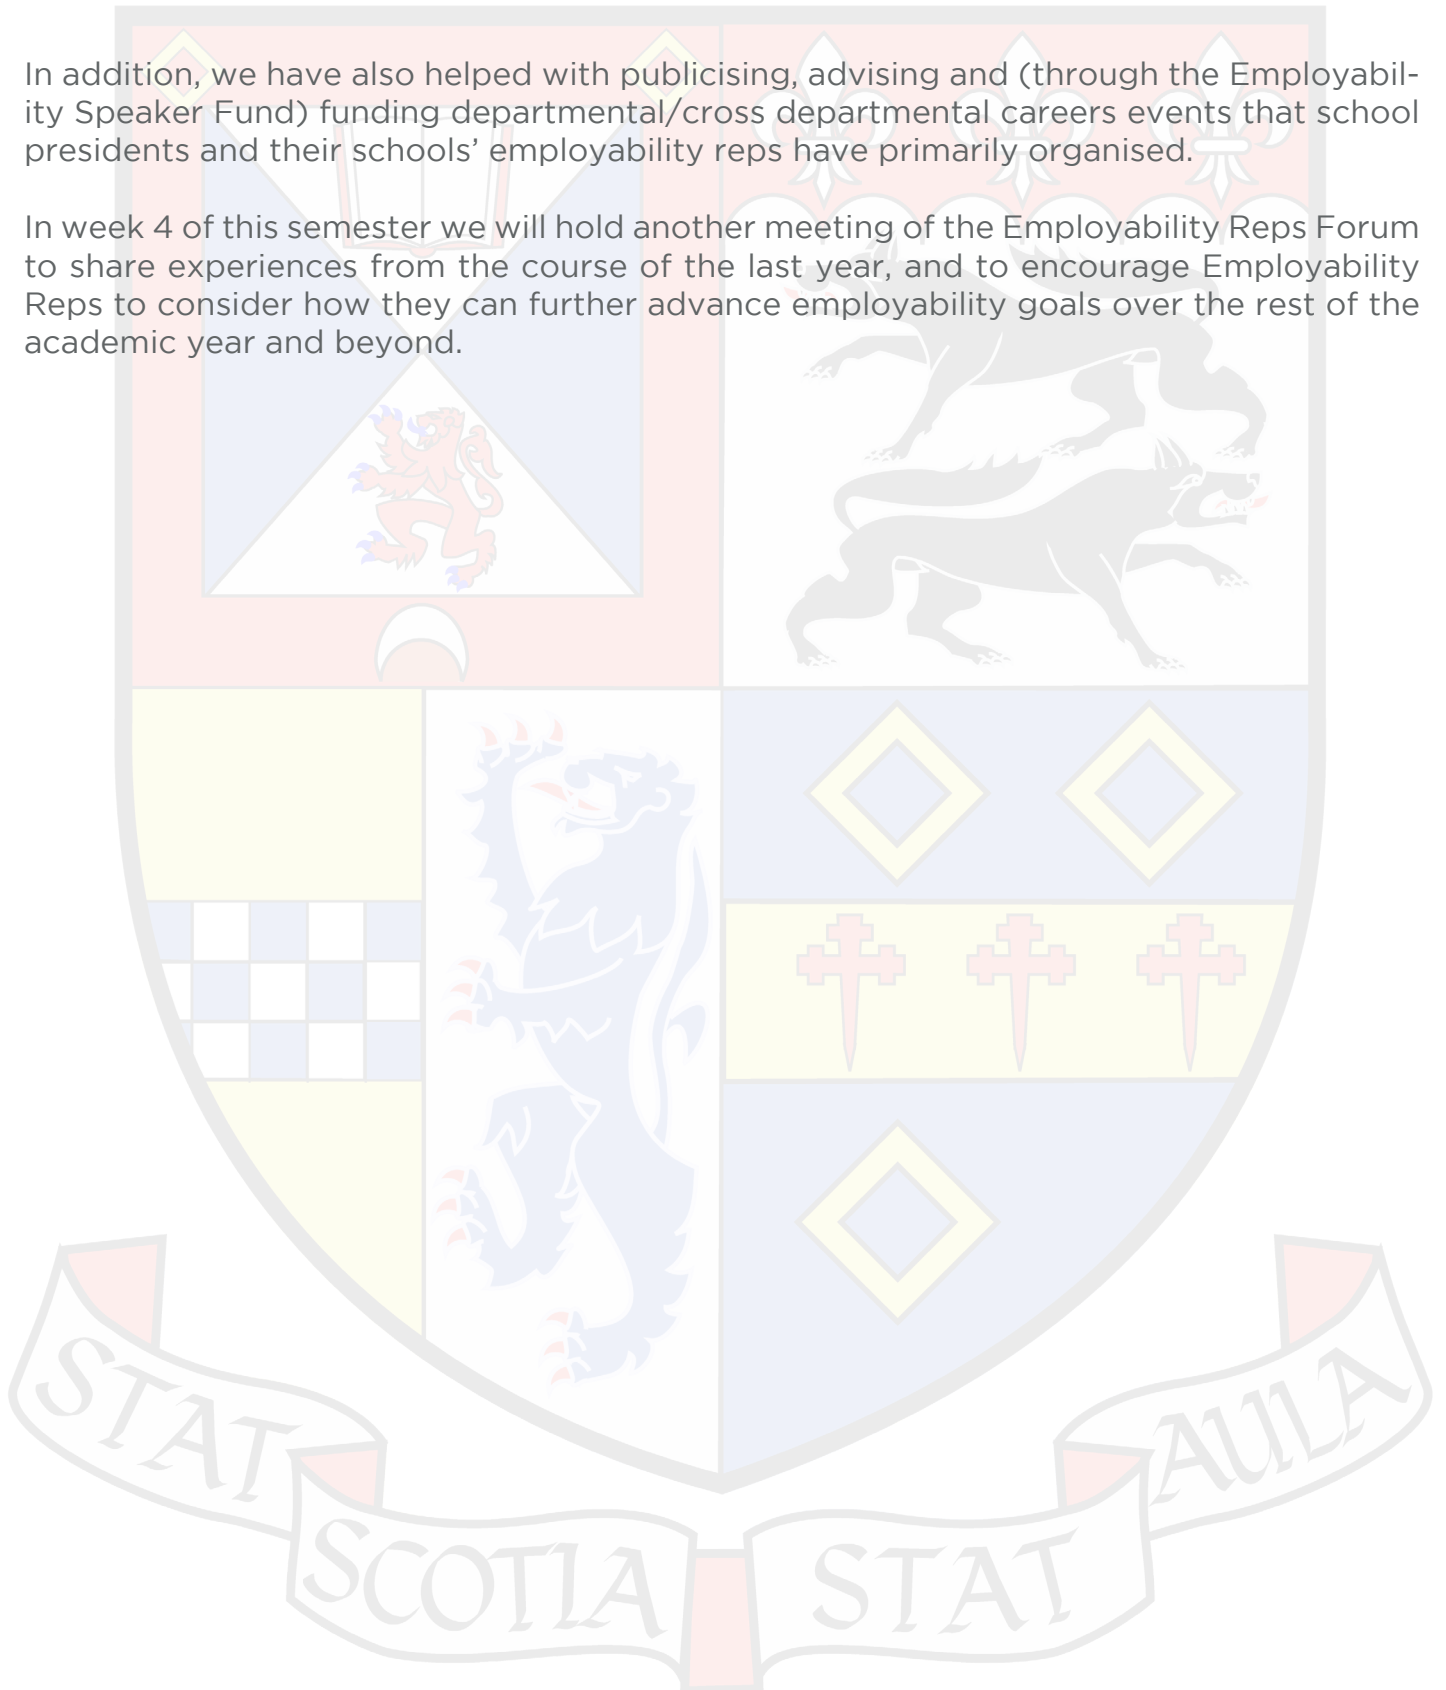 In addition, we have also helped with publicising, advising and (through the Employabil-
ity Speaker Fund) funding departmental/cross departmental careers events that school
presidents and their schools’ employability reps have primarily organised.
In week 4 of this semester we will hold another meeting of the Employability Reps Forum
to share experiences from the course of the last year, and to encourage Employability
Reps to consider how they can further advance employability goals over the rest of the
academic year and beyond.
STAT
SCOTIA
STAT
AULA